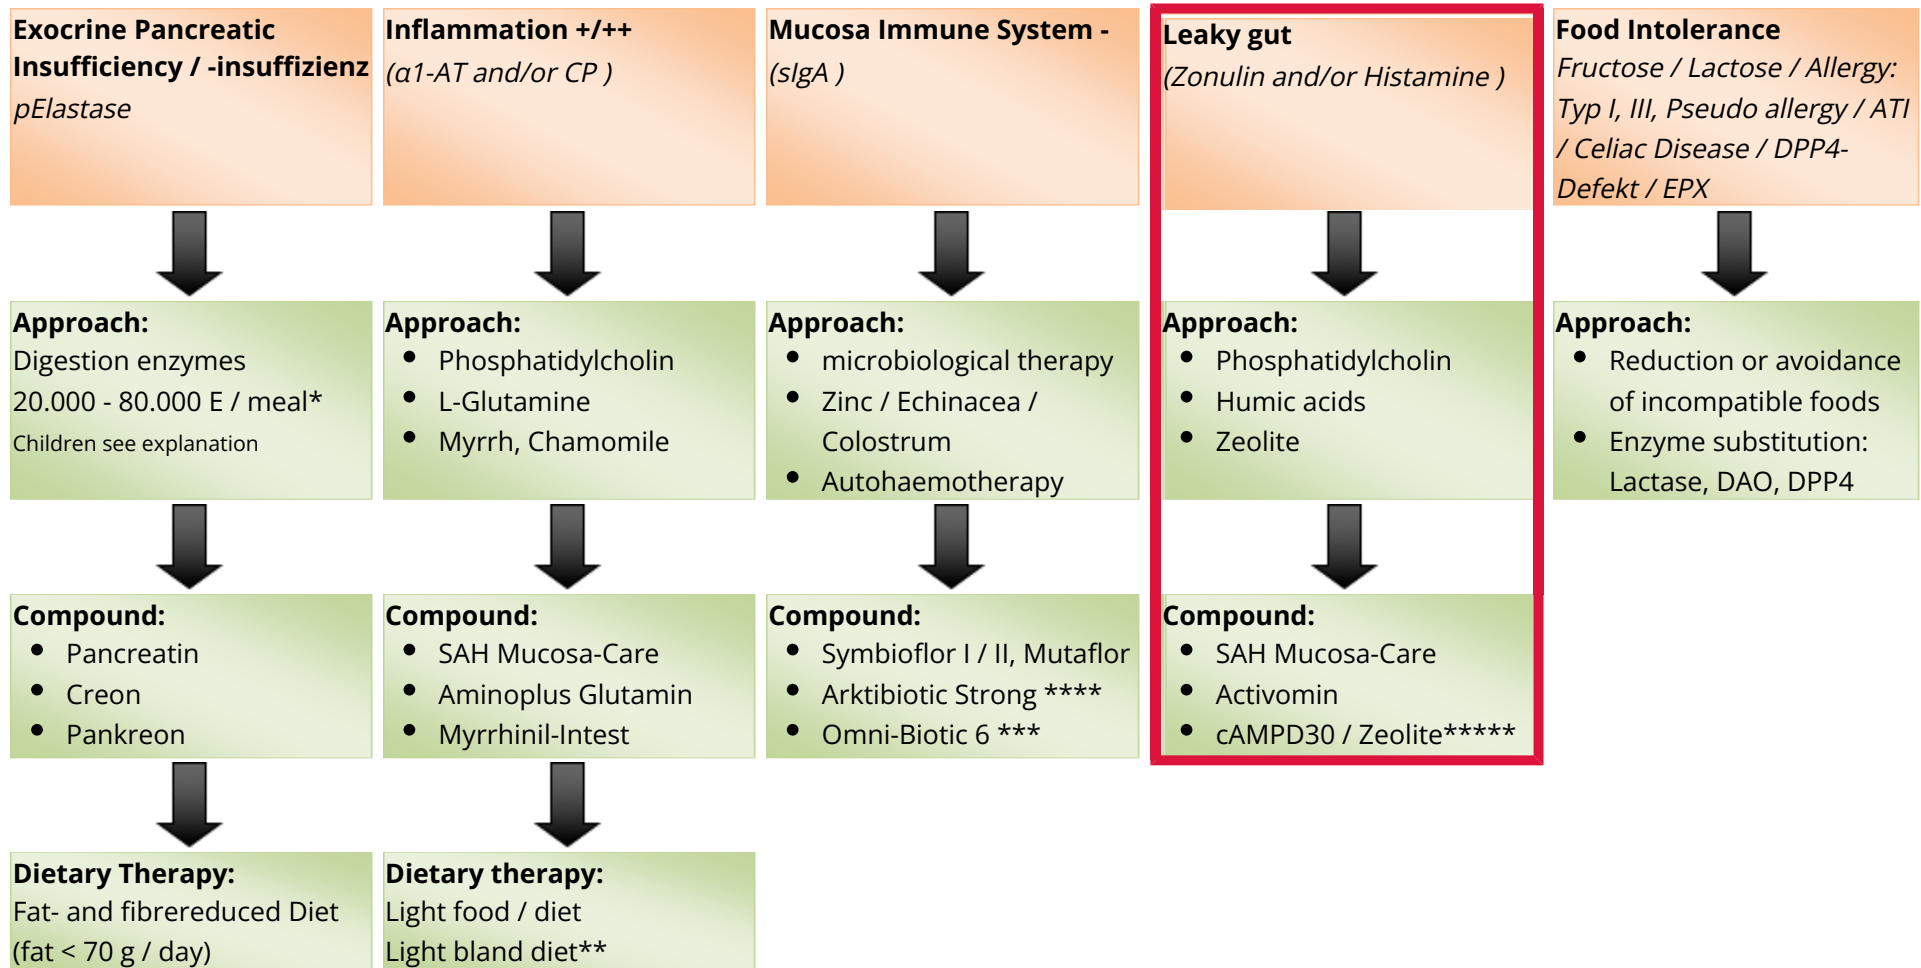 Exocrine Pancreatic
Insufficiency / -insuffizienz
pElastase
Inflammation +/++
(α1-AT and/or CP )
Mucosa Immune System -
(sIgA )
Leaky gut
(Zonulin and/or Histamine )
Food Intolerance
Fructose / Lactose / Allergy:
Typ I, III, Pseudo allergy / ATI
/ Celiac Disease / DPP4-
Defekt / EPX
Approach:
Digestion enzymes
20.000 - 80.000 E / meal*
Children see explanation
Approach:
• Phosphatidylcholin
• L-Glutamine
• Myrrh, Chamomile
Approach:
• microbiological therapy
• Zinc / Echinacea /
Colostrum
• Autohaemotherapy
Approach:
• Phosphatidylcholin
• Humic acids
• Zeolite
Approach:
• Reduction or avoidance
of incompatible foods
• Enzyme substitution:
Lactase, DAO, DPP4
Compound:
• Pancreatin
• Creon
• Pankreon
Compound:
• SAH Mucosa-Care
• Aminoplus Glutamin
• Myrrhinil-Intest
Compound:
• Symbioflor I / II, Mutaflor
• Arktibiotic Strong ****
• Omni-Biotic 6 ***
Compound:
• SAH Mucosa-Care
• Activomin
• cAMPD30 / Zeolite*****
Dietary Therapy:
Fat- and fibrereduced Diet
(fat < 70 g / day)
Dietary therapy:
Light food / diet
Light bland diet**